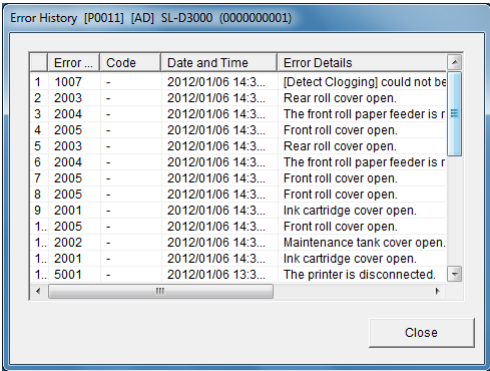 Error History [P0011] [AD] SL-D3000 (0000000001)
Error ... Code Date and Time Error Details
1 1007 - 2012/01/06 14:3... [Detect Clogging] could not be
2 2003 - 2012/01/06 14:3... Rear roll cover open.
3 2004 - 2012/01/06 14:3... The front roll paper feeder is r
4 2005 - 2012/01/06 14:3... Front roll cover open.
5 2003 - 2012/01/06 14:3... Rear roll cover open.
6 2004 - 2012/01/06 14:3... The front roll paper feeder is r
7 2005 - 2012/01/06 14:3... Front roll cover open.
8 2005 - 2012/01/06 14:3... Front roll cover open.
9 2001 - 2012/01/06 14:3... Ink cartridge cover open.
1.. 2005 - 2012/01/06 14:3... Front roll cover open.
1.. 2002 - 2012/01/06 14:3... Maintenance tank cover open.
1.. 2001 - 2012/01/06 14:3... Ink cartridge cover open.
1.. 5001 - 2012/01/06 13:3... The printer is disconnected.
Close